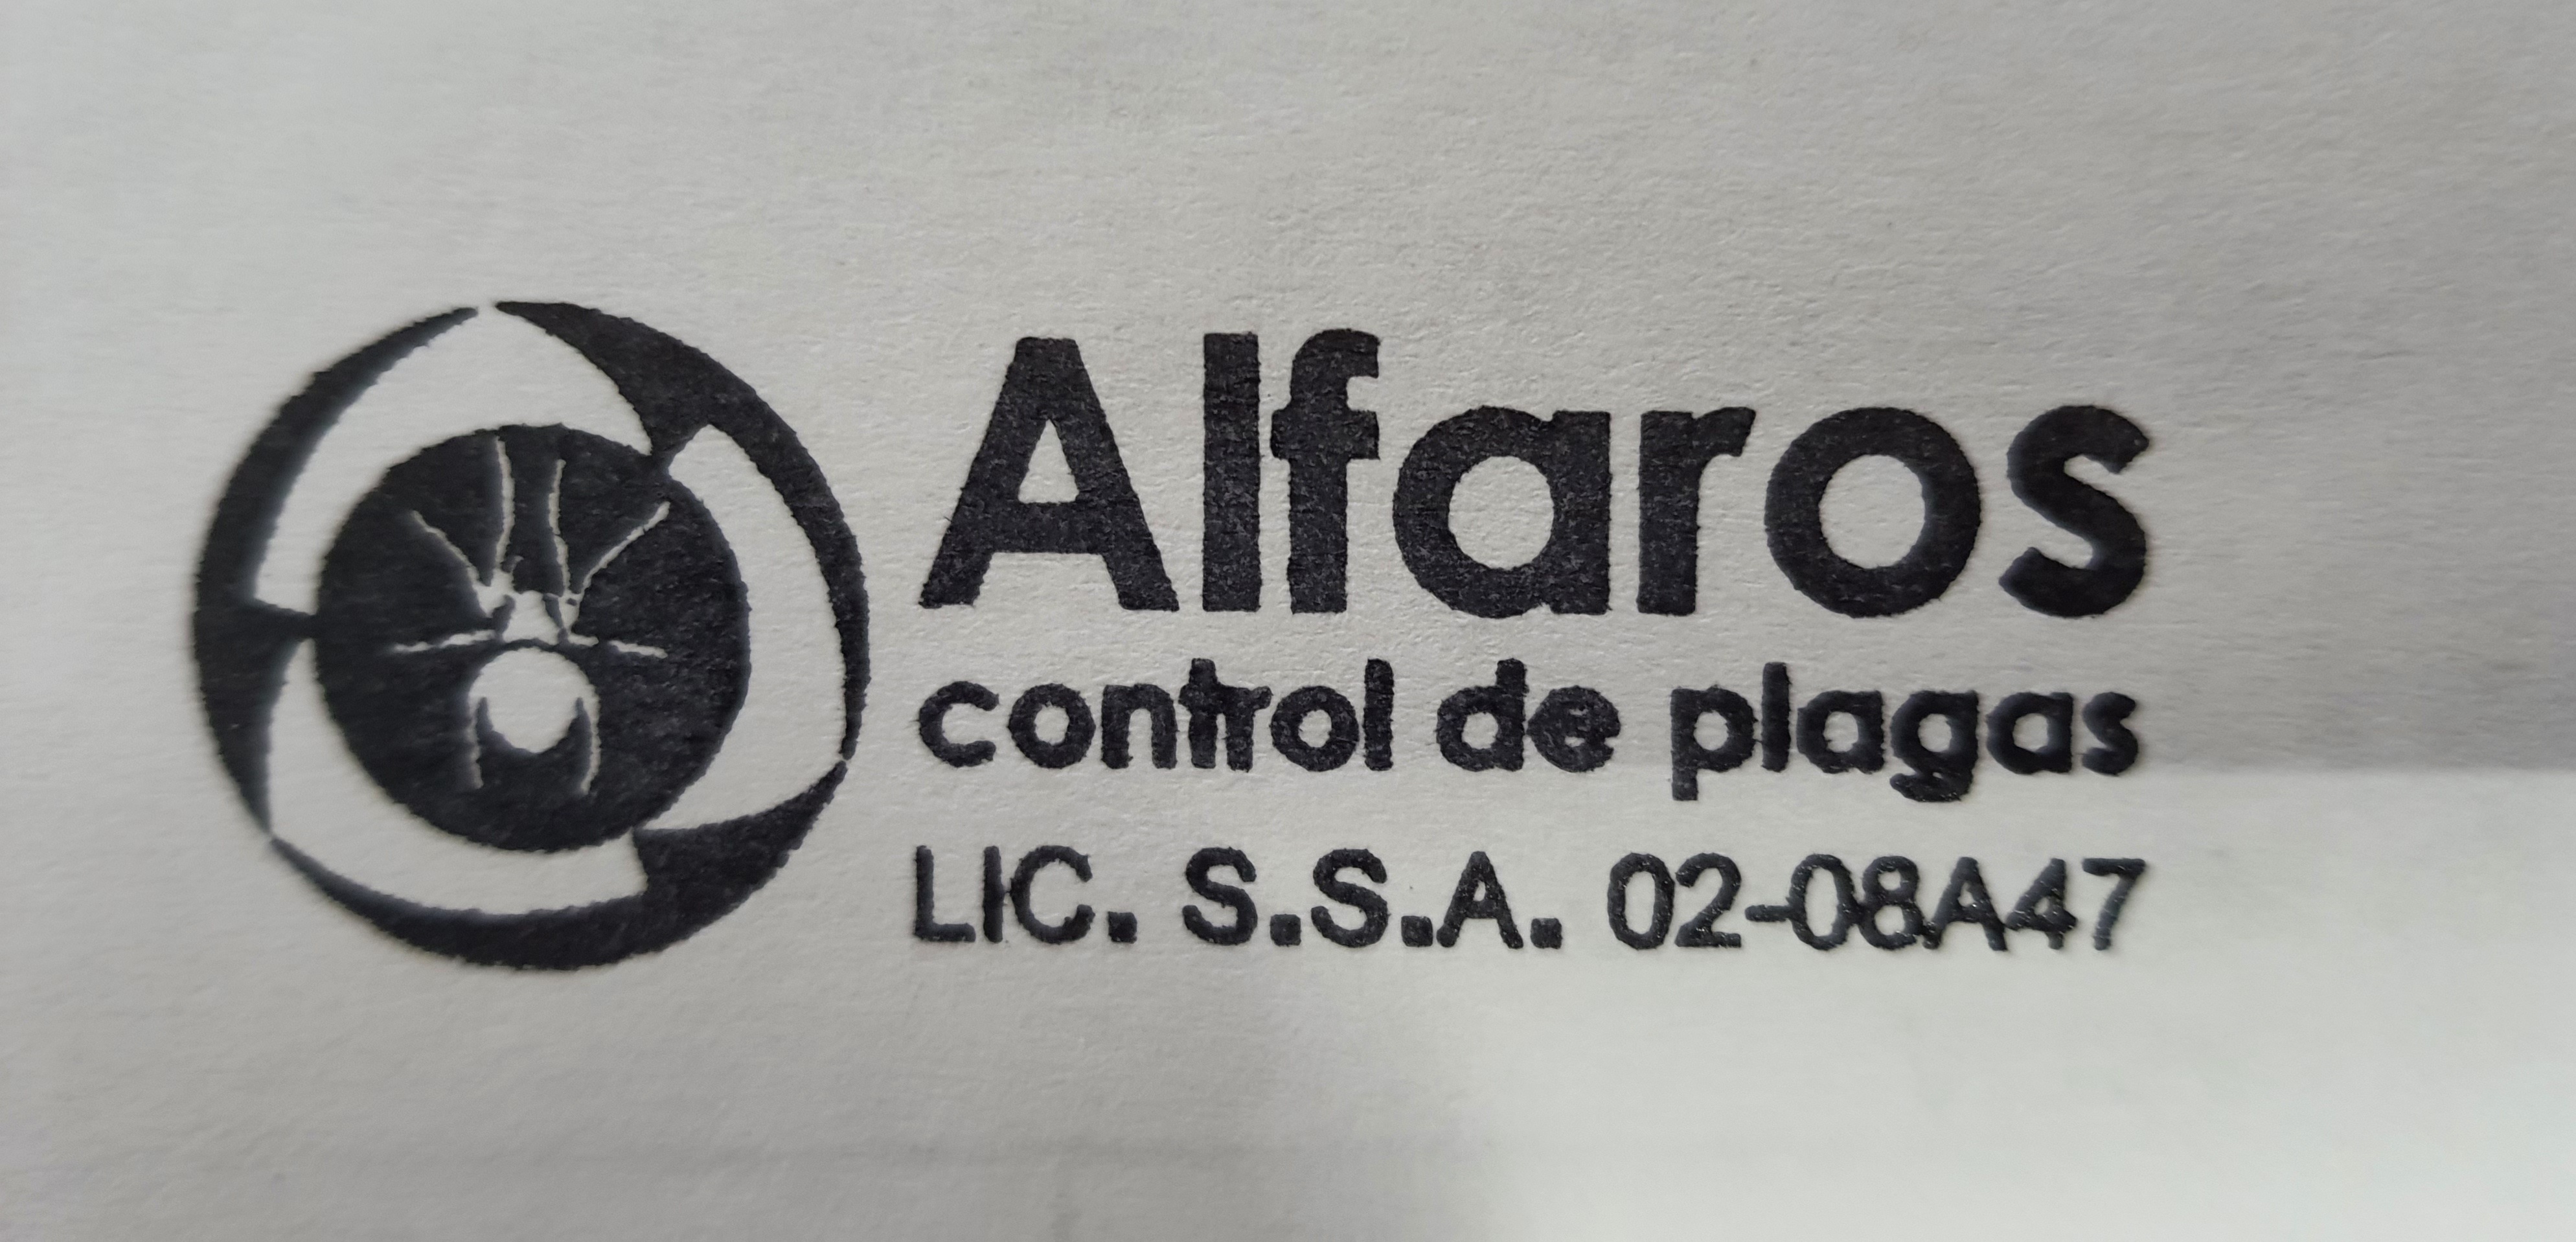 Alfaros
control de plagas
LIC. S.S.A. 02-08A47